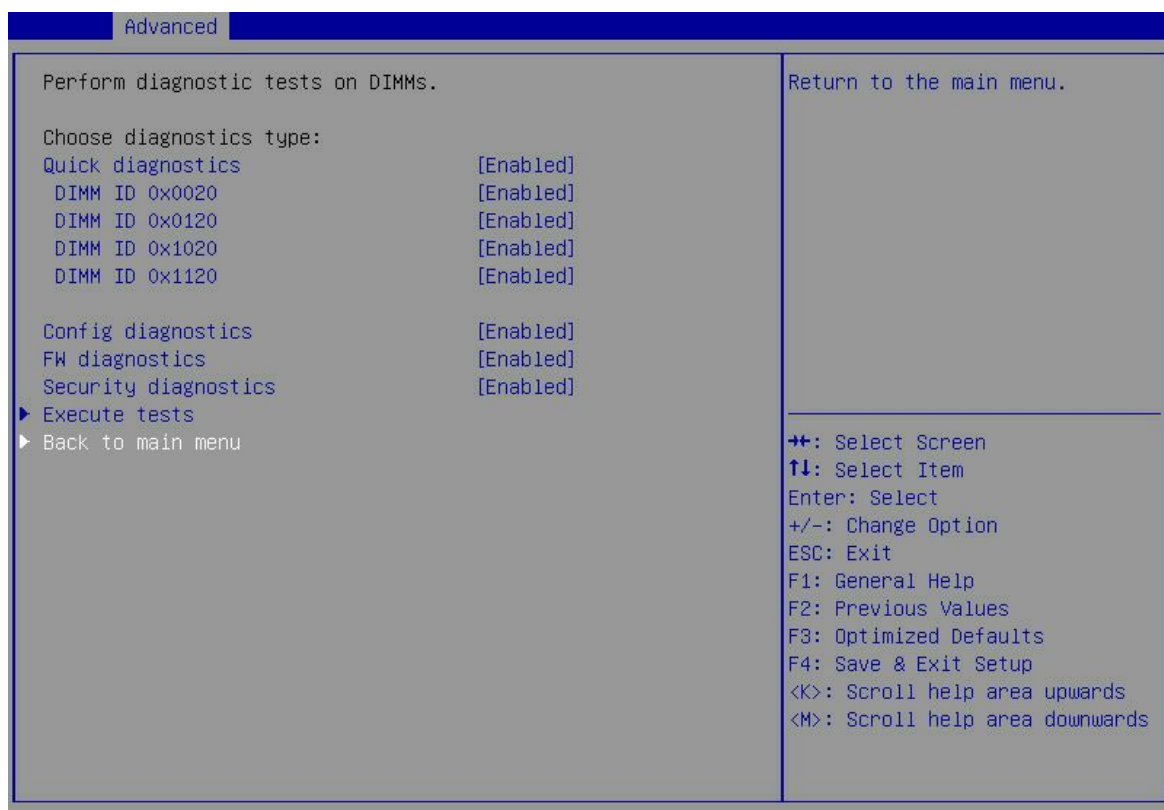 Advanced
Perform diagnostic tests on DIMMs.
Choose diagnostics type:
Quick diagnostics [Enabled]
DIMM ID 0x0020 [Enabled]
DIMM ID 0x0120 [Enabled]
DIMM ID 0x1020 [Enabled]
DIMM ID 0x1120 [Enabled]
Config diagnostics [Enabled]
FW diagnostics [Enabled]
Security diagnostics [Enabled]
Execute tests
Back to main menu
Return to the main menu.
→←: Select Screen
↑↓: Select Item
Enter: Select
+/-: Change Option
ESC: Exit
F1: General Help
F2: Previous Values
F3: Optimized Defaults
F4: Save & Exit Setup
<K>: Scroll help area upwards
<M>: Scroll help area downwards